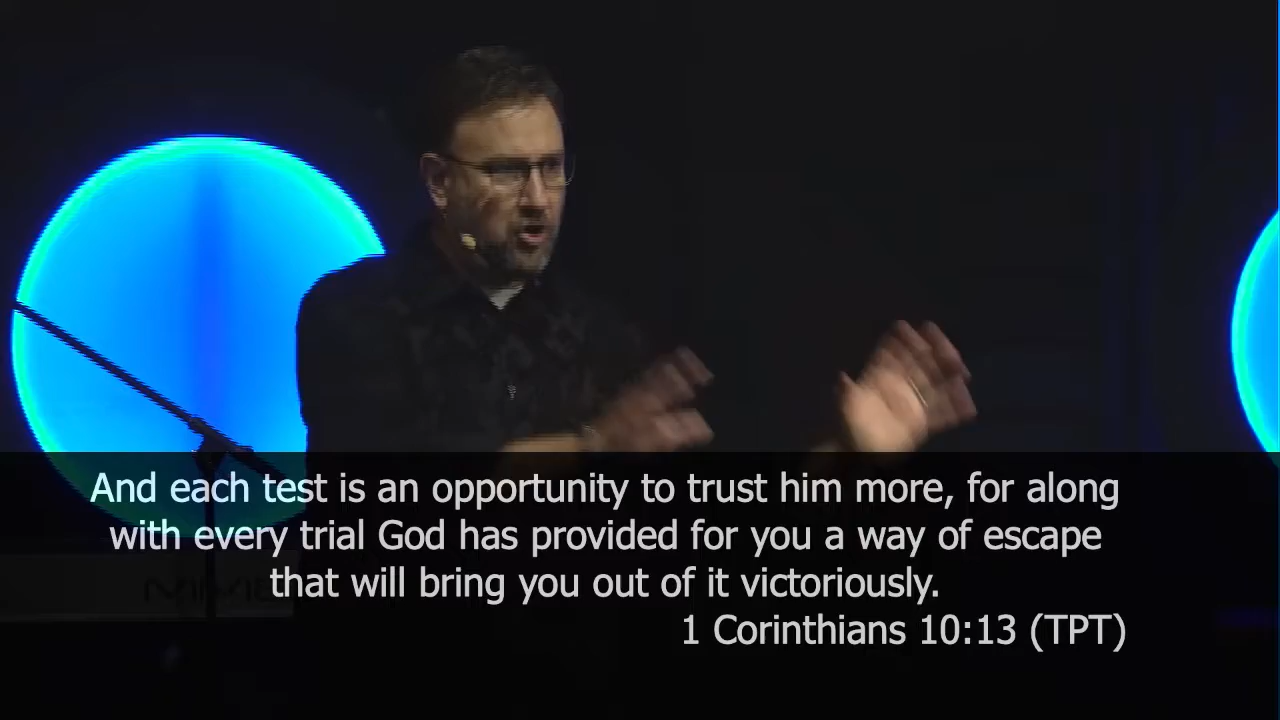 And each test is an opportunity to trust him more, for along
with every trial God has provided for you a way of escape
that will bring you out of it victoriously.
1 Corinthians 10:13 (TPT)